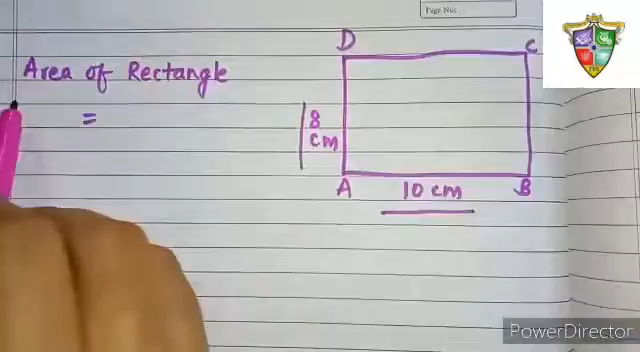 Page No.:
D
C
Area of Rectangle
8
cm
=
A
10 cm
B
PowerDirector